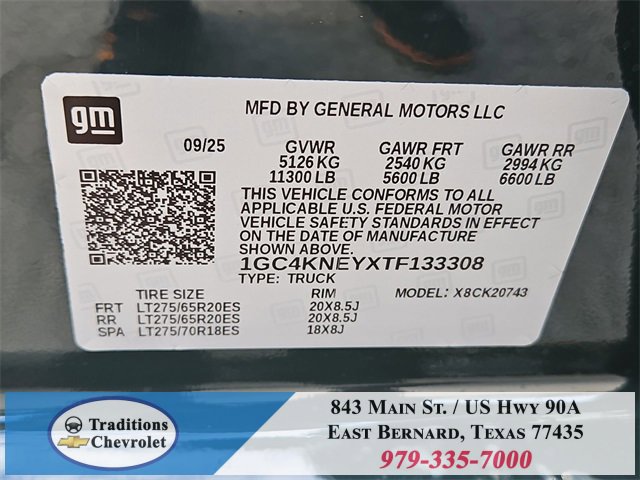 gm
MFD BY GENERAL MOTORS LLC
09/25 GVWR GAWR FRT GAWR RR
5126 KG 2540 KG 2994 KG
11300 LB 5600 LB 6600 LB
THIS VEHICLE CONFORMS TO ALL
APPLICABLE U.S. FEDERAL MOTOR
VEHICLE SAFETY STANDARDS IN EFFECT
ON THE DATE OF MANUFACTURE
SHOWN ABOVE.
1GC4KNEYXTF133308
TYPE: TRUCK MODEL: X8CK20743
TIRE SIZE RIM
FRT LT275/65R20ES 20X8.5J
RR LT275/65R20ES 20X8.5J
SPA LT275/70R18ES 18X8J
Traditions
Chevrolet
843 Main St. / US Hwy 90A
East Bernard, Texas 77435
979-335-7000